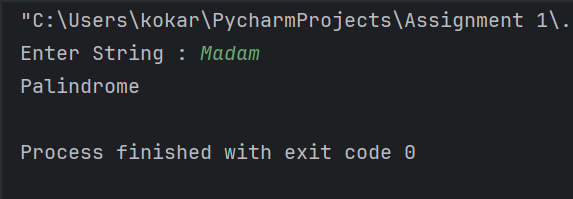 "C:\Users\kokar\PycharmProjects\Assignment 1\.
Enter String : Madam
Palindrome
Process finished with exit code 0